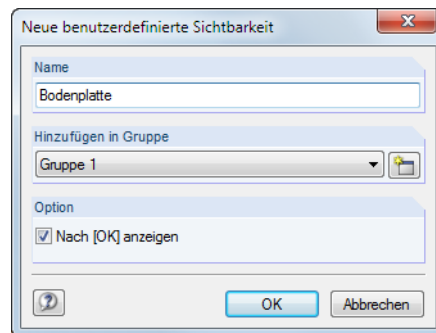 Neue benutzerdefinierte Sichtbarkeit
Name
Bodenplatte
Hinzufügen in Gruppe
Gruppe 1
Option
Nach [OK] anzeigen
OK Abbrechen